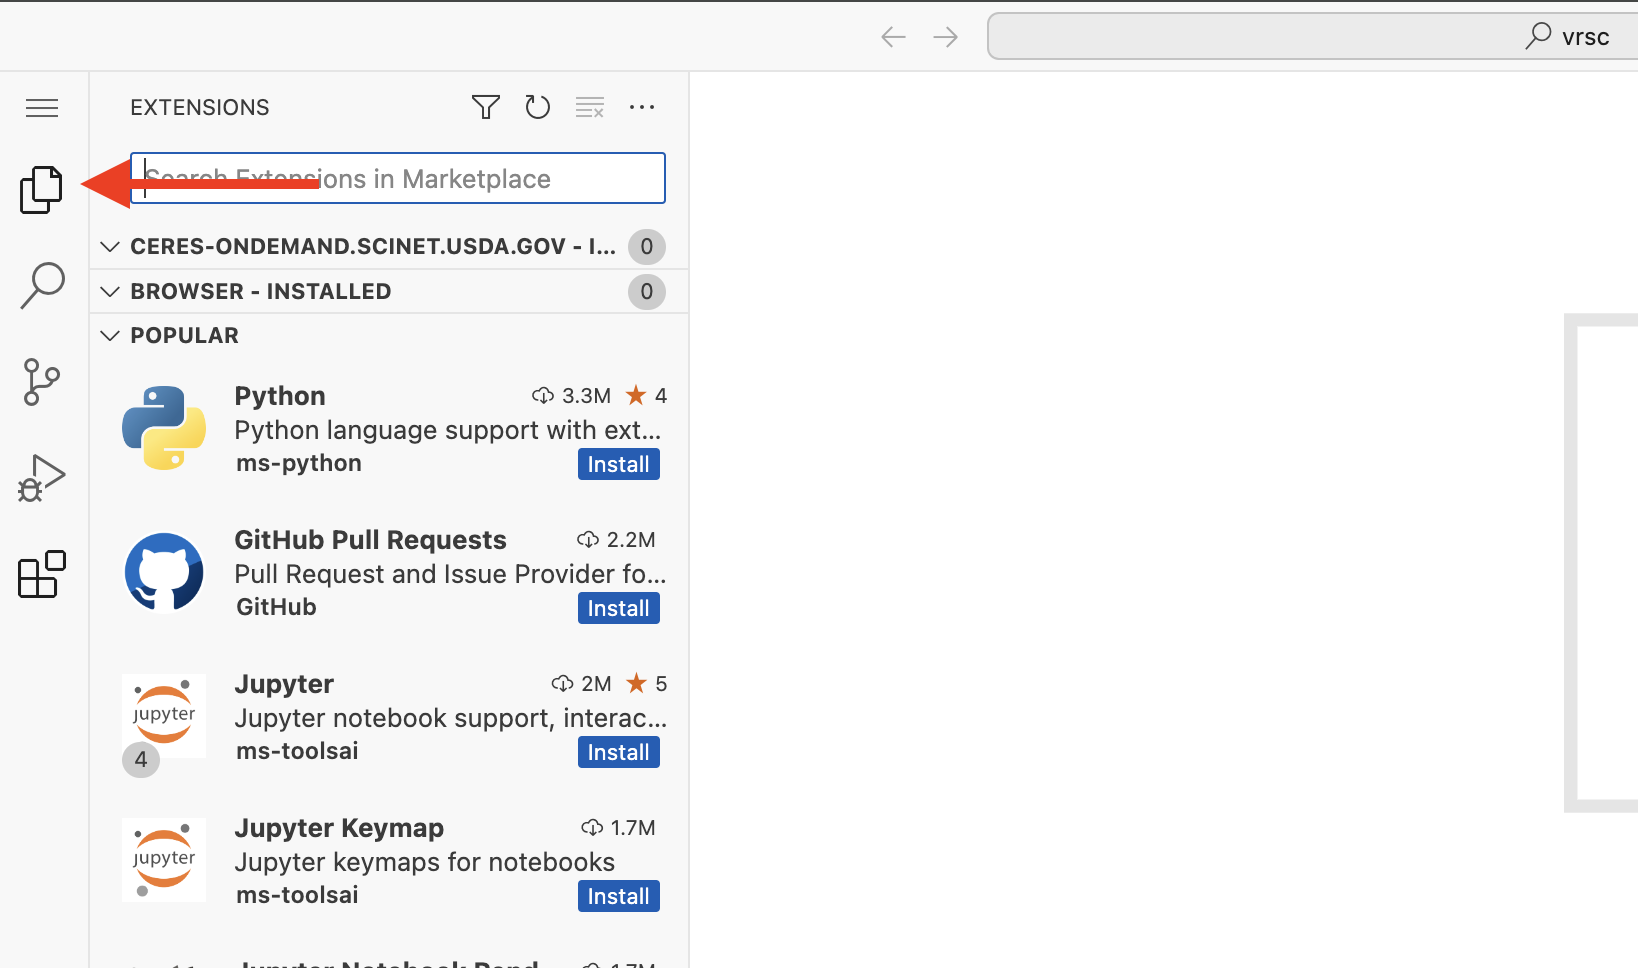 vrsc
EXTENSIONS
Search Extensions in Marketplace
CERES-ONDEMAND.SCINET.USDA.GOV - I... 0
BROWSER - INSTALLED 0
POPULAR
Python 3.3M ★ 4
Python language support with ext...
ms-python Install
GitHub Pull Requests 2.2M
Pull Request and Issue Provider fo...
GitHub Install
jupyter
4
Jupyter 2M ★ 5
Jupyter notebook support, interac...
ms-toolsai Install
jupyter
Jupyter Keymap 1.7M
Jupyter keymaps for notebooks
ms-toolsai Install